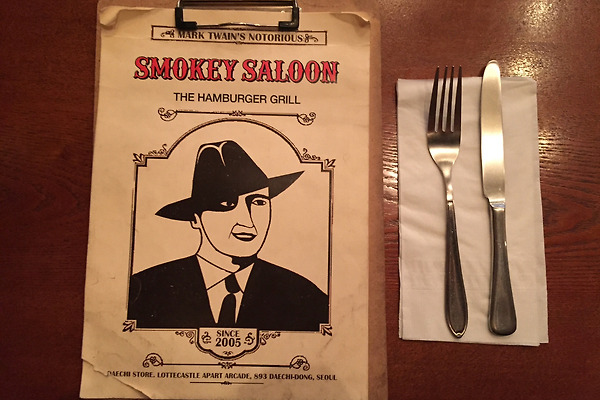 MARK TWAIN'S NOTORIOUS
SMOKEY SALOON
THE HAMBURGER GRILL
SINCE
2005
DAECHI STORE. LOTTECASTLE APART ARCADE, 893 DAECHI-DONG, SEOUL